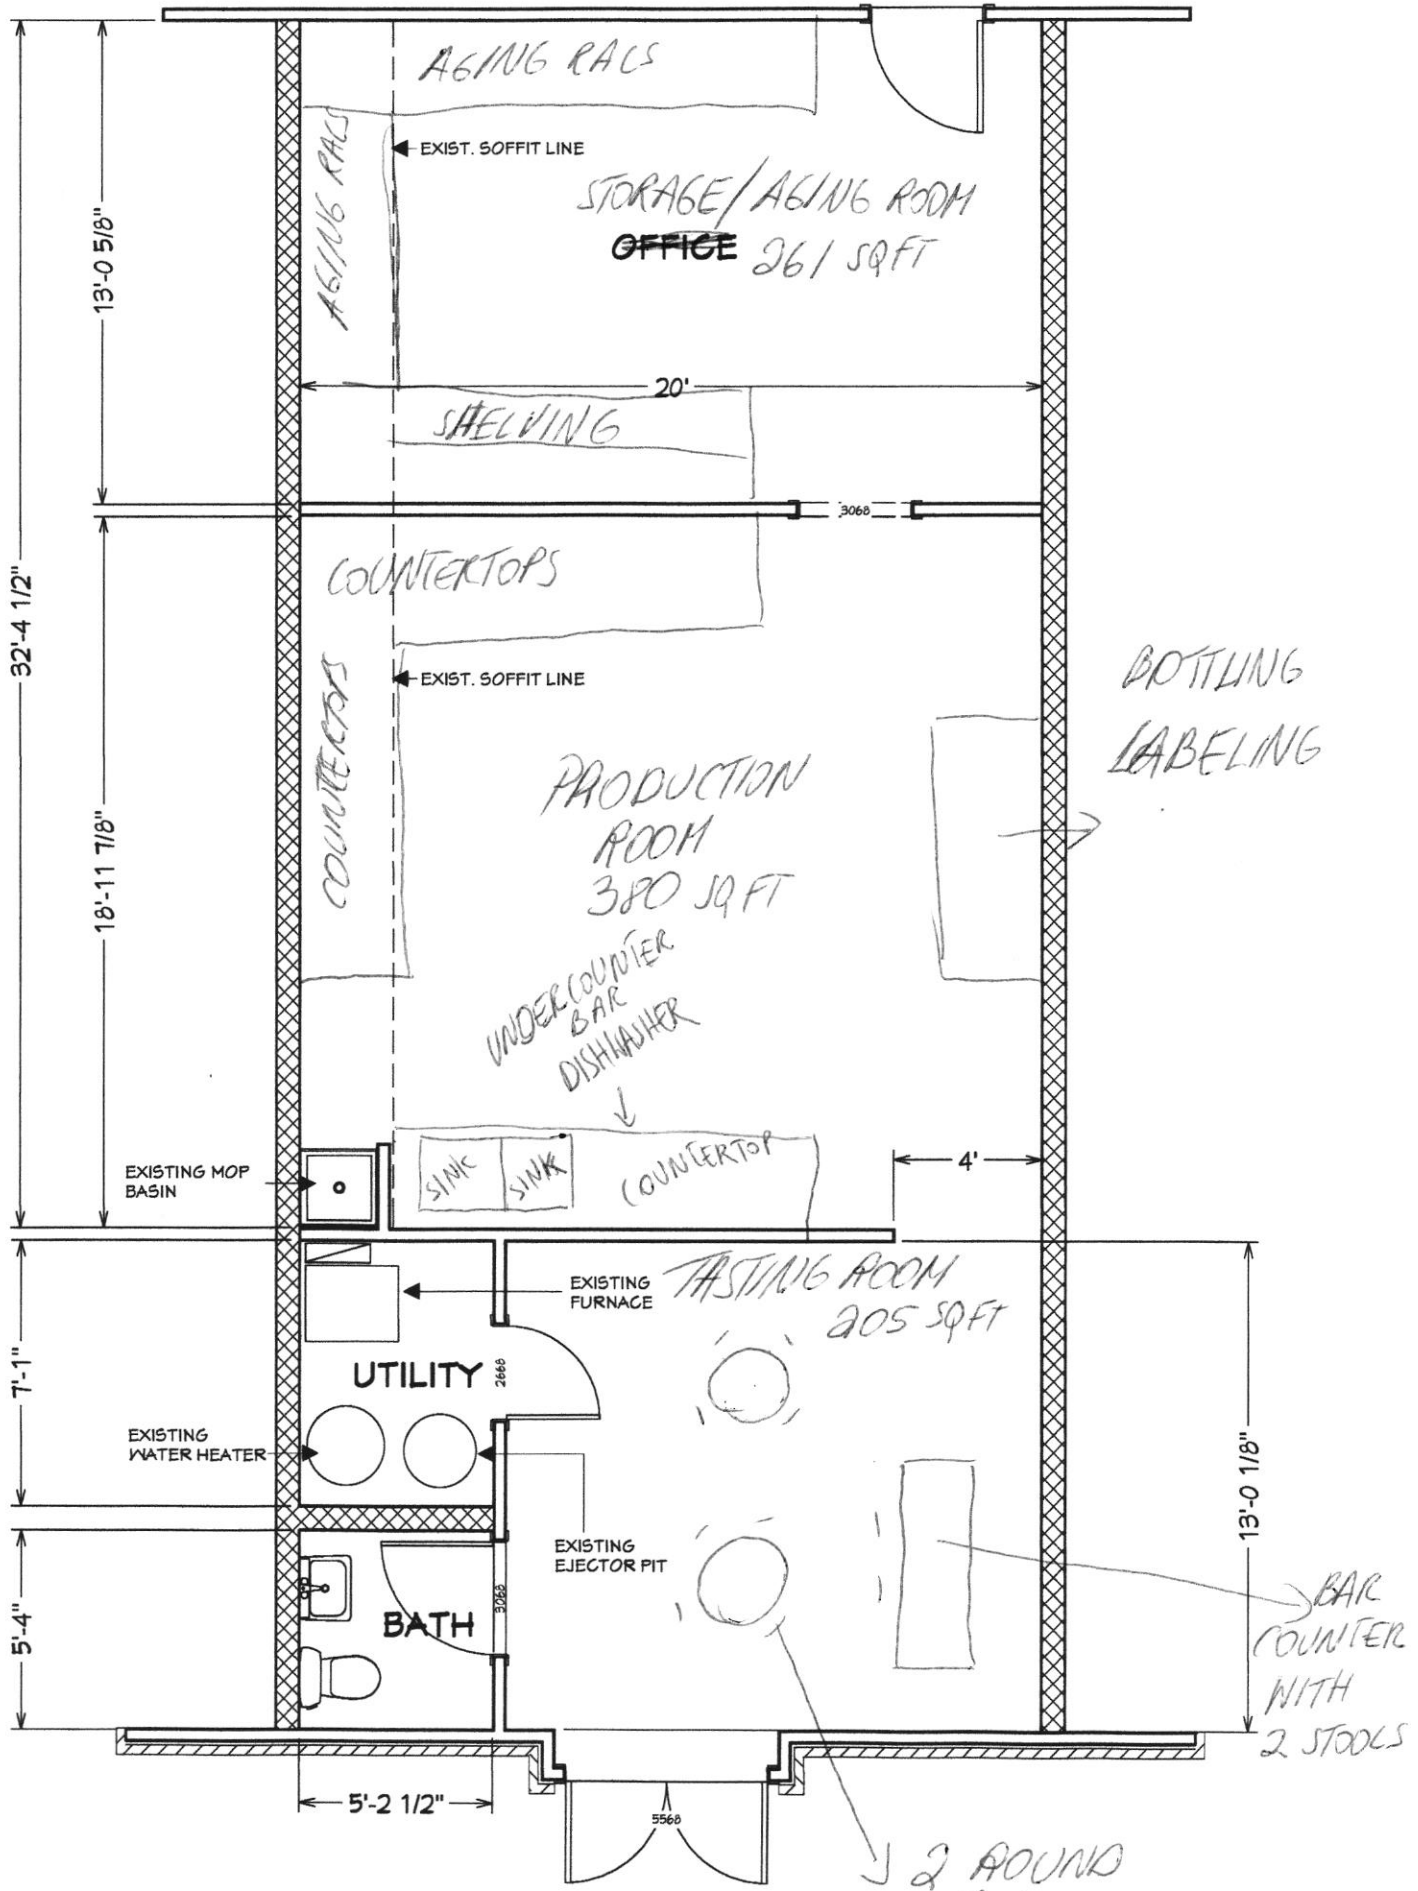 AGING RACS
AGING RACS
EXIST. SOFFIT LINE
STORAGE/AGING ROOM
OFFICE 261 SQFT
13'-0 5/8"
20'
SHELVING
3068
COUNTERTOPS
32'-4 1/2"
EXIST. SOFFIT LINE
COUNTERTOPS
BOTTLING
LABELING
PRODUCTION
ROOM
380 SQ FT
18'-11 7/8"
UNDERCOUNTER
BAR
DISHWASHER
EXISTING MOP
BASIN
SINK
SINK
COUNTERTOP
4'
TASTING ROOM
205 SQFT
EXISTING
FURNACE
UTILITY
2668
7'-1"
EXISTING
WATER HEATER
13'-0 1/8"
EXISTING
EJECTOR PIT
BATH
3068
5'-4"
BAR
COUNTER
WITH
2 STOOLS
5'-2 1/2"
5568
2 ROUND